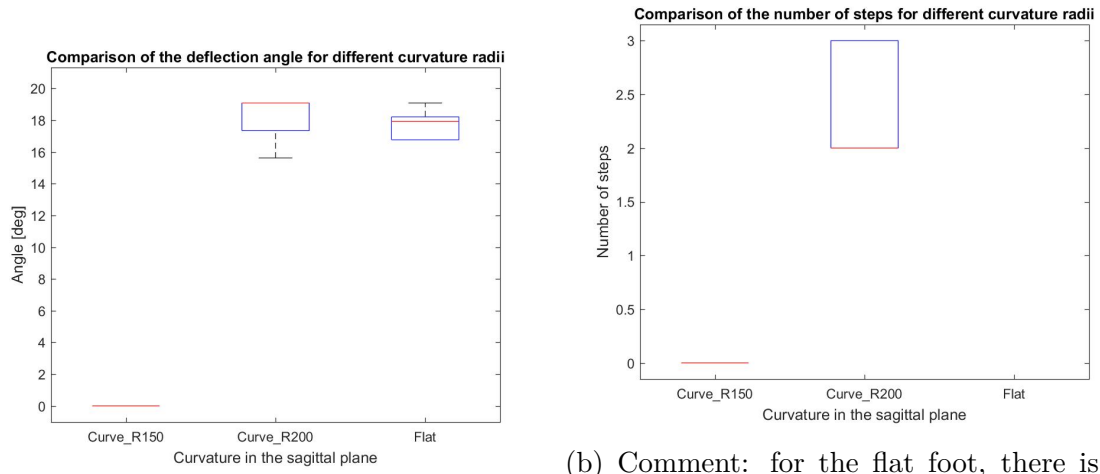 Comparison of the deflection angle for different curvature radii
20
18
16
14
12
10
8
6
4
2
0
Angle [deg]
Curve_R150 Curve_R200 Flat
Curvature in the sagittal plane
Comparison of the number of steps for different curvature radii
3
2.5
2
1.5
1
0.5
0
Number of steps
Curve_R150 Curve_R200 Flat
Curvature in the sagittal plane
(b) Comment: for the flat foot, there is